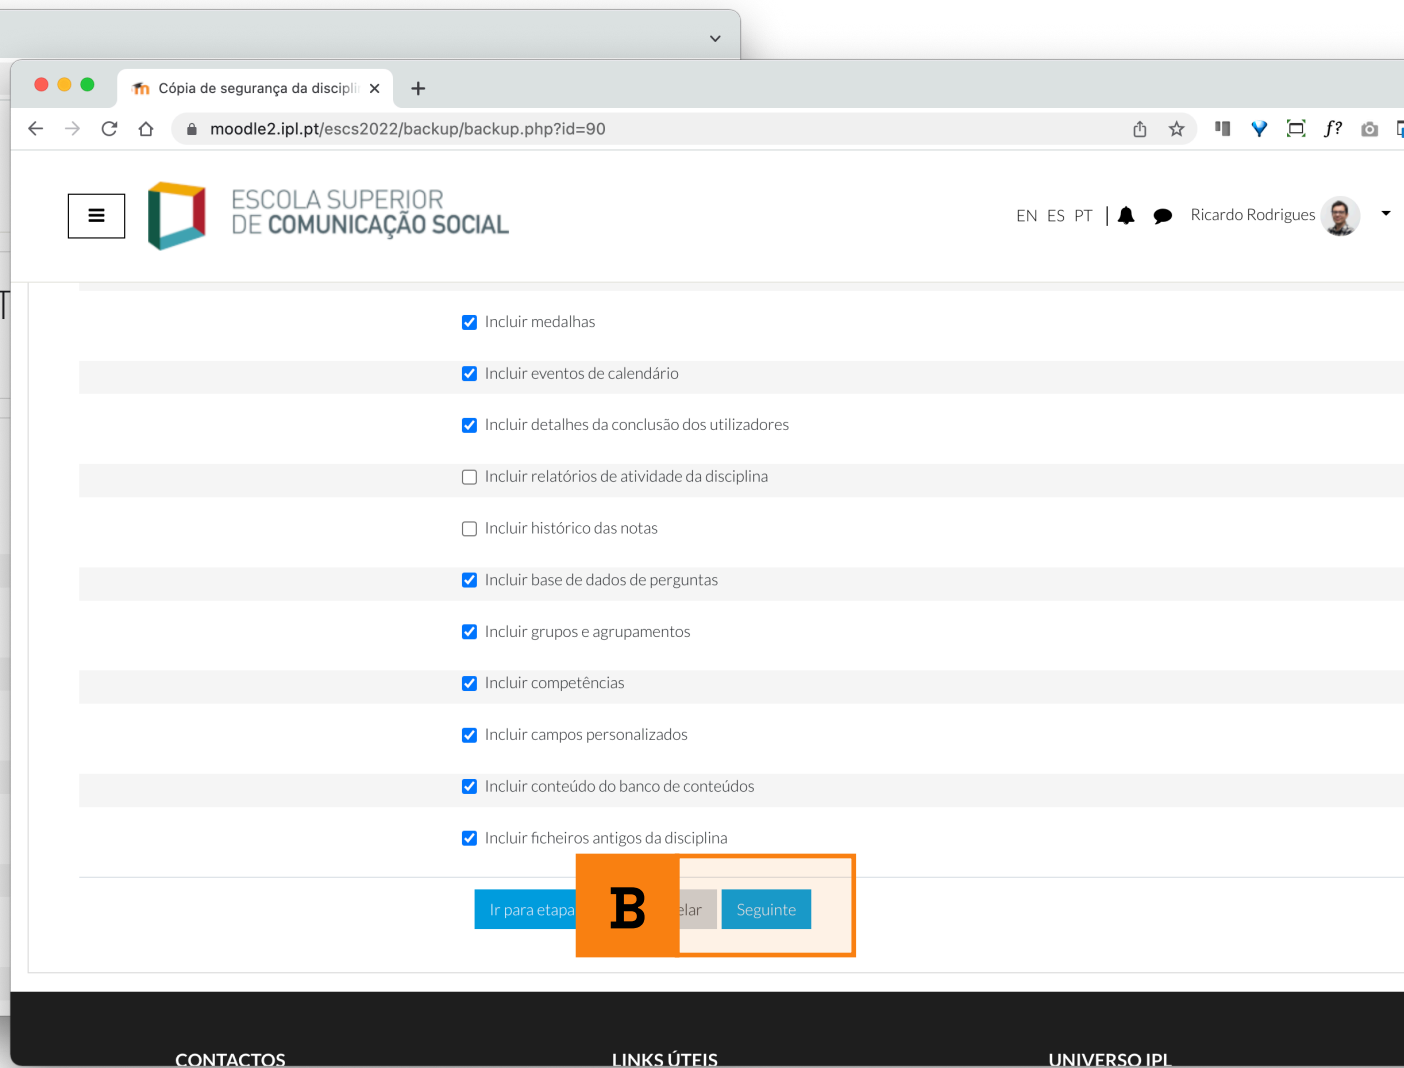 Cópia de segurança da discipli
moodle2.ipl.pt/escs2022/backup/backup.php?id=90
f?
ESCOLA SUPERIOR
DE COMUNICAÇÃO SOCIAL
EN ES PT
Ricardo Rodrigues
T
Incluir medalhas
Incluir eventos de calendário
Incluir detalhes da conclusão dos utilizadores
Incluir relatórios de atividade da disciplina
Incluir histórico das notas
Incluir base de dados de perguntas
Incluir grupos e agrupamentos
Incluir competências
Incluir campos personalizados
Incluir conteúdo do banco de conteúdos
Incluir ficheiros antigos da disciplina
Ir para etapa B elar Seguinte
CONTACTOS LINKS ÚTEIS UNIVERSO IPL